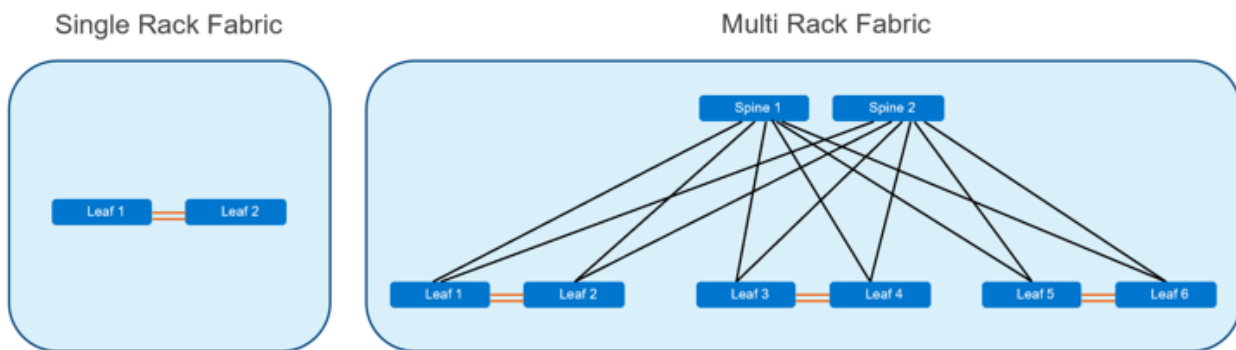 Single Rack Fabric
Multi Rack Fabric
Spine 1
Spine 2
Leaf 1
Leaf 2
Leaf 1
Leaf 2
Leaf 3
Leaf 4
Leaf 5
Leaf 6